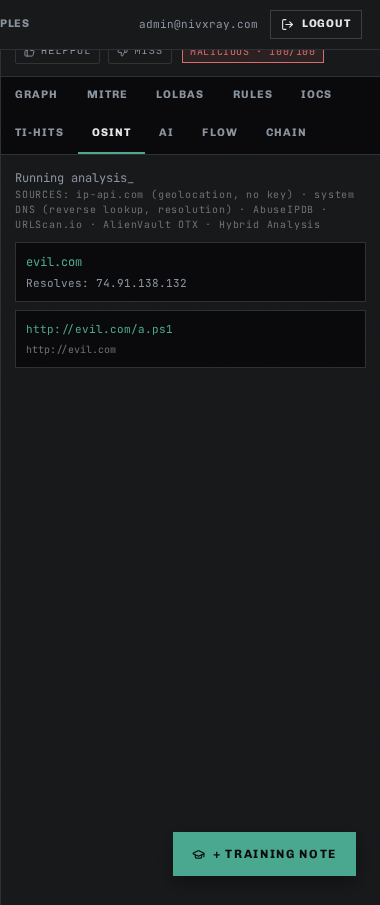 PLES
admin@nivxray.com
LOGOUT
HELPFUL
MISS
MALICIOUS · 100/100
GRAPH MITRE LOLBAS RULES IOCS
TI-HITS OSINT AI FLOW CHAIN
Running analysis_
SOURCES: ip-api.com (geolocation, no key) · system
DNS (reverse lookup, resolution) · AbuseIPDB ·
URLScan.io · AlienVault OTX · Hybrid Analysis
evil.com
Resolves: 74.91.138.132
http://evil.com/a.ps1
http://evil.com
+ TRAINING NOTE